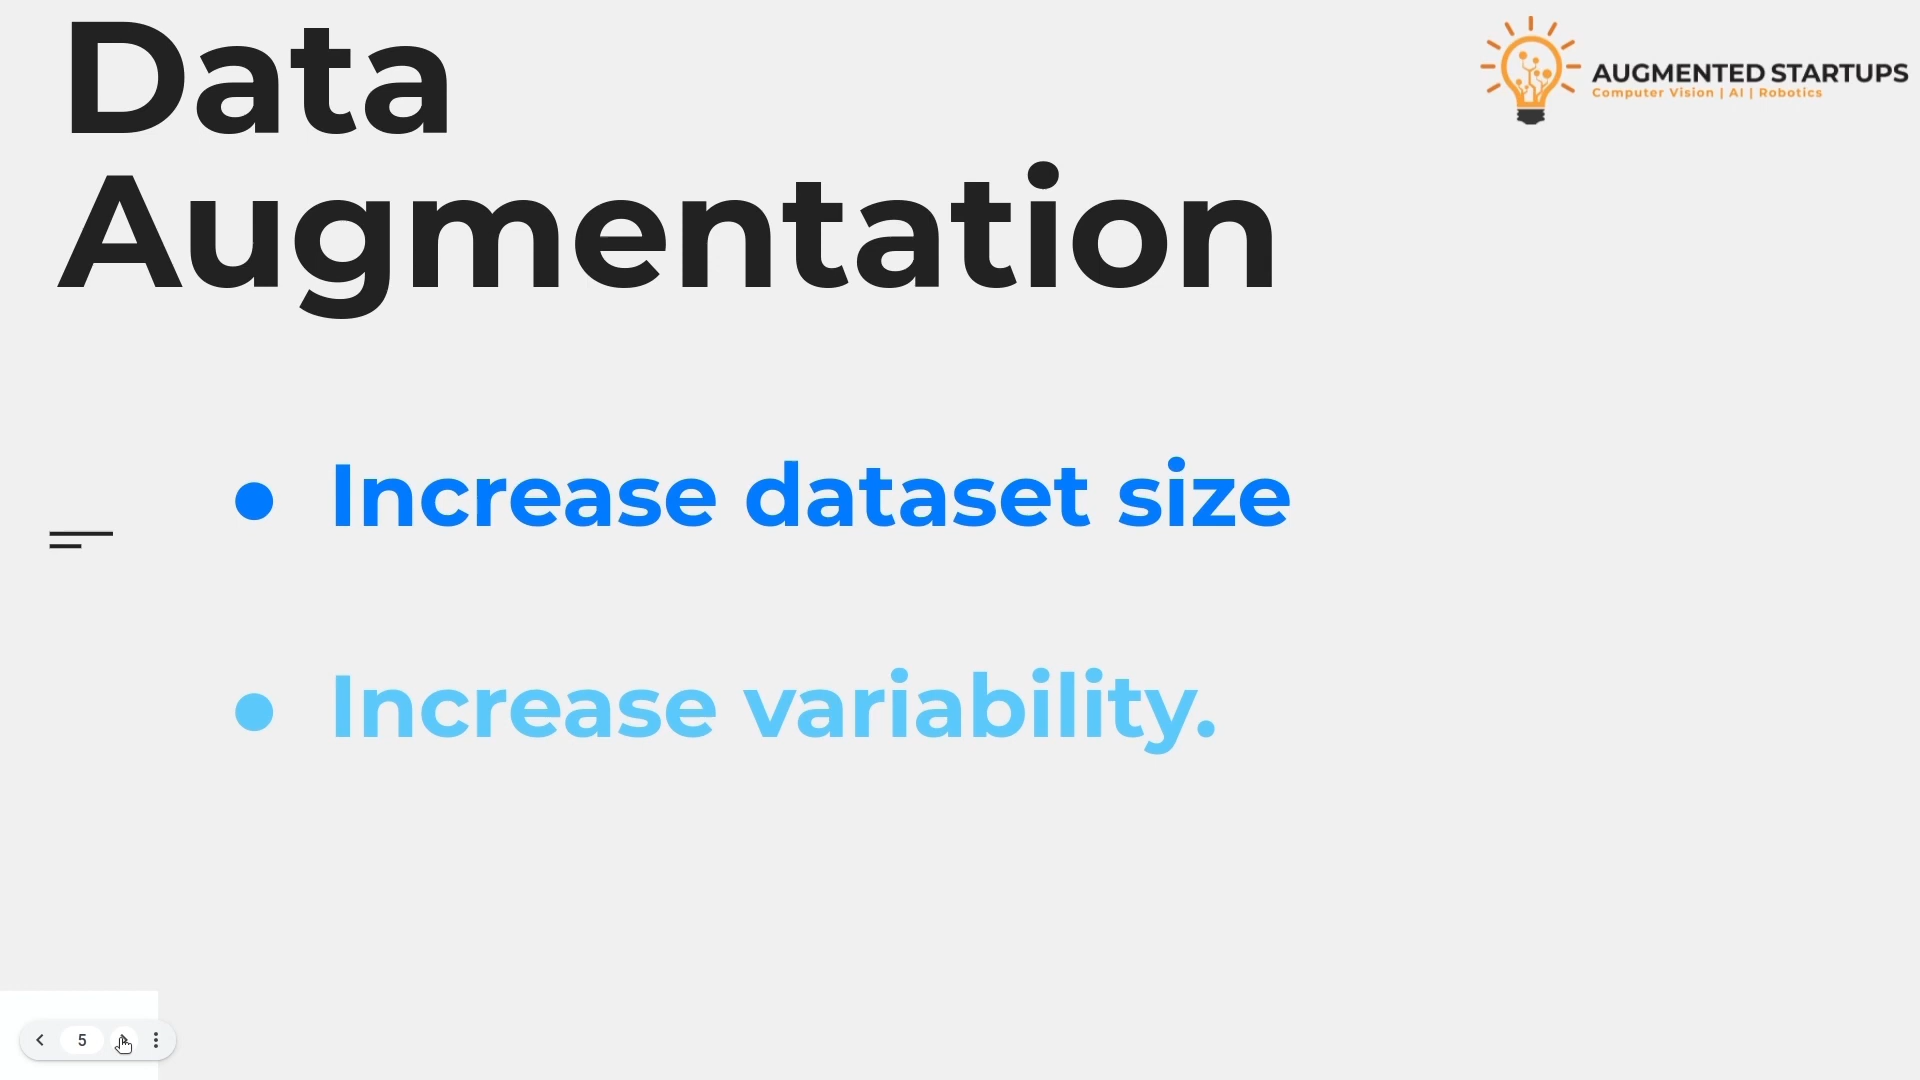 Data
Augmentation
AUGMENTED STARTUPS
Computer Vision | AI | Robotics
● Increase dataset size
● Increase variability.
5